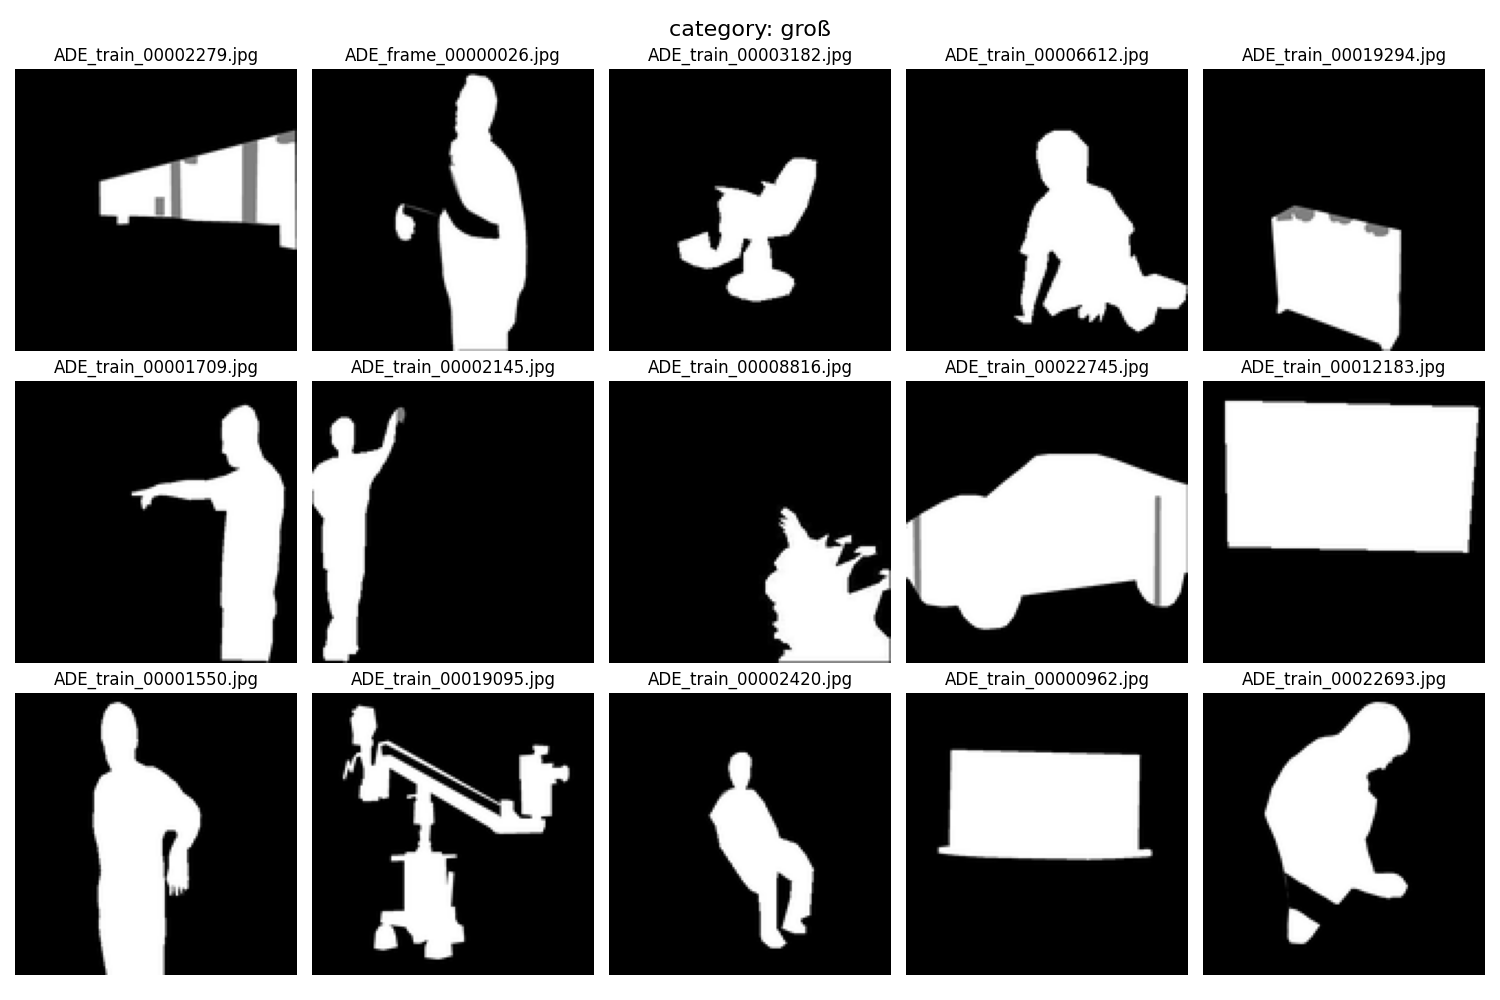 category: groß
ADE_train_00002279.jpg
ADE_frame_00000026.jpg
ADE_train_00003182.jpg
ADE_train_00006612.jpg
ADE_train_00019294.jpg
ADE_train_00001709.jpg
ADE_train_00002145.jpg
ADE_train_00008816.jpg
ADE_train_00022745.jpg
ADE_train_00012183.jpg
ADE_train_00001550.jpg
ADE_train_00019095.jpg
ADE_train_00002420.jpg
ADE_train_00000962.jpg
ADE_train_00022693.jpg